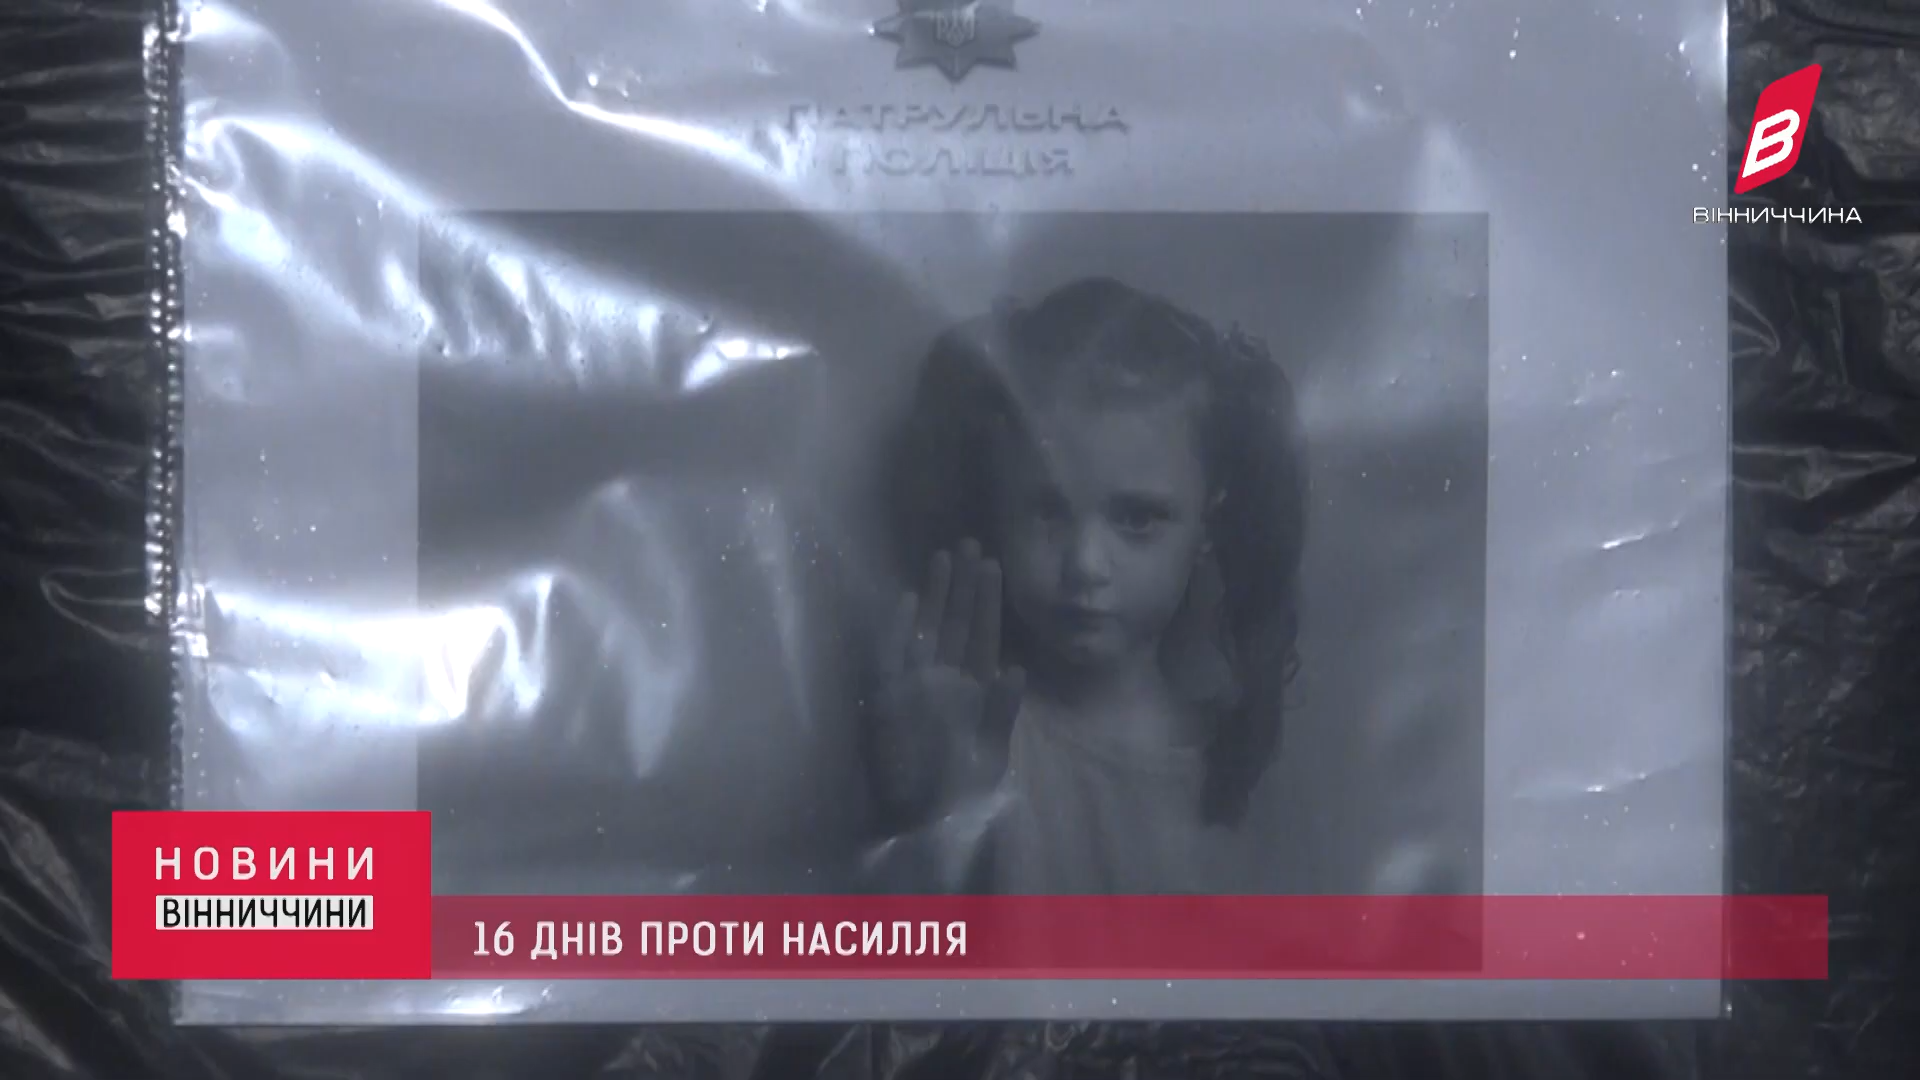 ПАТРУЛЬНА
ПОЛІЦІЯ
В
ВІННИЧЧИНА
НОВИНИ
ВІННИЧЧИНИ
16 ДНІВ ПРОТИ НАСИЛЛЯ